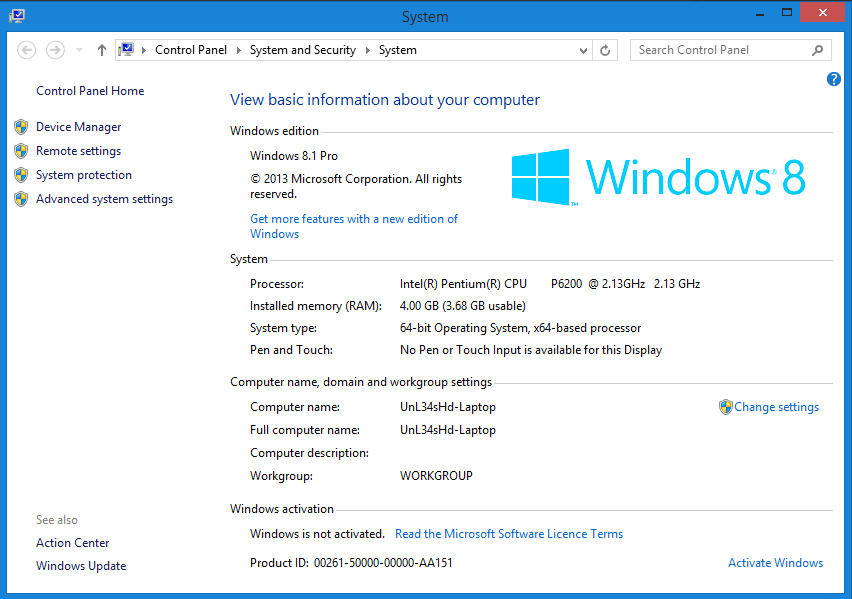 System
Control Panel System and Security System
Search Control Panel
Control Panel Home
Device Manager
Remote settings
System protection
Advanced system settings
View basic information about your computer
Windows edition
Windows 8.1 Pro
© 2013 Microsoft Corporation. All rights
reserved.
Get more features with a new edition of
Windows
Windows® 8
™
System
Processor: Intel(R) Pentium(R) CPU P6200 @ 2.13GHz 2.13 GHz
Installed memory (RAM): 4.00 GB (3.68 GB usable)
System type: 64-bit Operating System, x64-based processor
Pen and Touch: No Pen or Touch Input is available for this Display
Computer name, domain and workgroup settings
Computer name: UnL34sHd-Laptop
Change settings
Full computer name: UnL34sHd-Laptop
Computer description:
Workgroup: WORKGROUP
Windows activation
Windows is not activated. Read the Microsoft Software Licence Terms
Product ID: 00261-50000-00000-AA151
Activate Windows
See also
Action Center
Windows Update